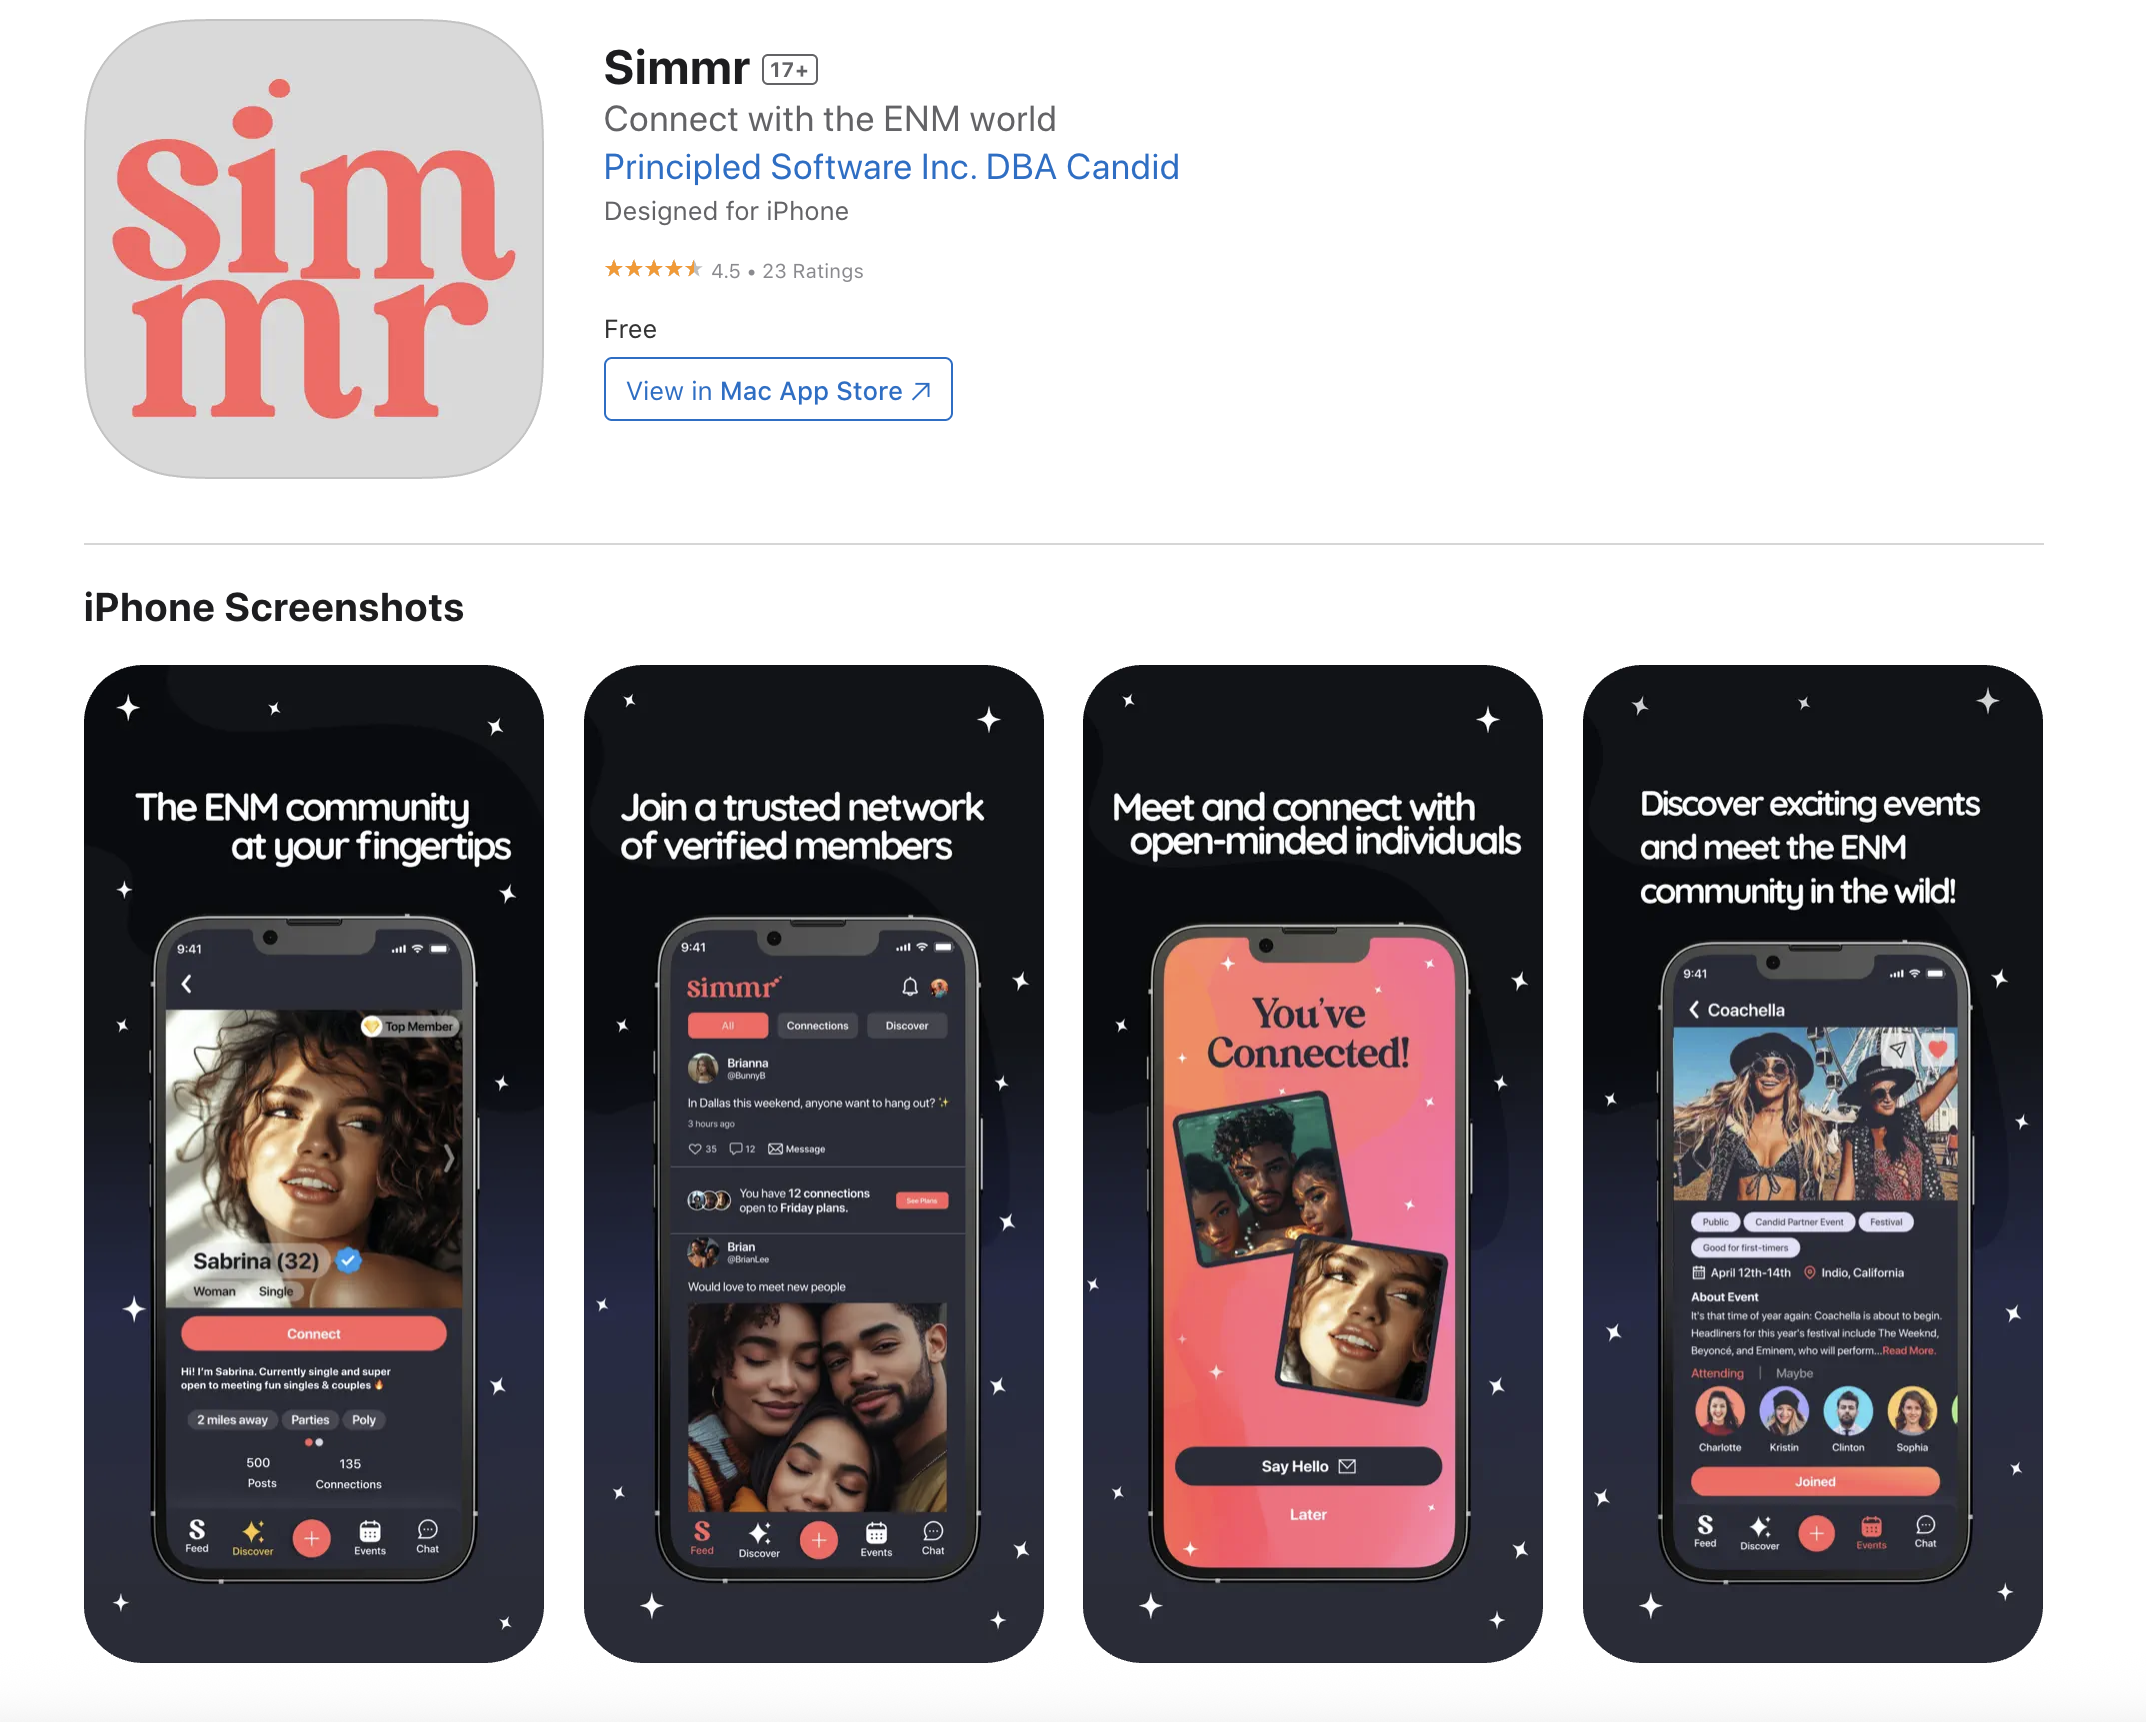 sim
mr
Simmr 17+
Connect with the ENM world
Principled Software Inc. DBA Candid
Designed for iPhone
★★★★ 4.5 • 23 Ratings
Free
View in Mac App Store ↗
iPhone Screenshots
The ENM community
at your fingertips
9:41
Top Member
Sabrina (32)
Woman Single
Connect
Hi! I'm Sabrina. Currently single and super
open to meeting fun singles & couples 🔥
2 miles away Parties Poly
500 135
Posts Connections
Feed Discover Events Chat
Join a trusted network
of verified members
9:41
simmr
All Connections Discover
Brianna
@BunnyB
In Dallas this weekend, anyone want to hang out? ✨
3 hours ago
35 12 Message
You have 12 connections
open to Friday plans.
See Plans
Brian
@BrianLee
Would love to meet new people
Feed Discover Events Chat
Meet and connect with
open-minded individuals
You've
Connected!
Say Hello
Later
Discover exciting events
and meet the ENM
community in the wild!
9:41
Coachella
Public Candid Partner Event Festival
Good for first-timers
April 12th-14th Indio, California
About Event
It's that time of year again: Coachella is about to begin.
Headliners for this year's festival include The Weeknd,
Beyoncé, and Eminem, who will perform...Read More.
Attending | Maybe
Charlotte Kristin Clinton Sophia
Joined
Feed Discover Events Chat